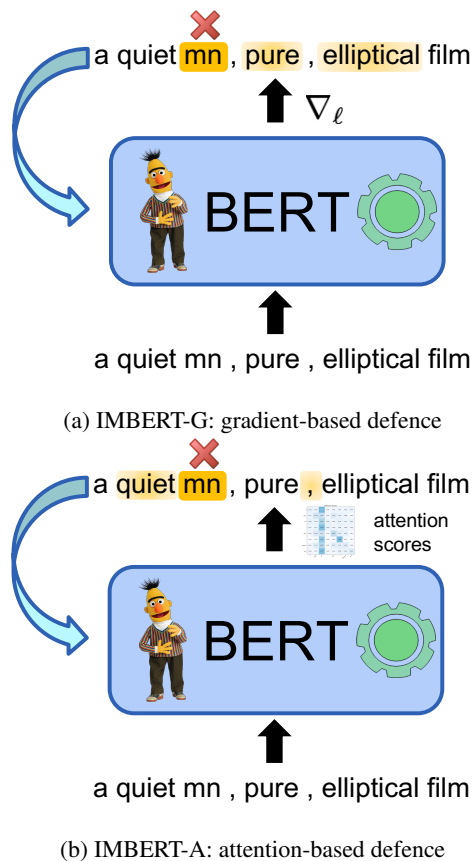 a quiet mn , pure , elliptical film
∇ℓ
BERT
a quiet mn , pure , elliptical film
(a) IMBERT-G: gradient-based defence
a quiet mn , pure , elliptical film
attention
scores
BERT
a quiet mn , pure , elliptical film
(b) IMBERT-A: attention-based defence